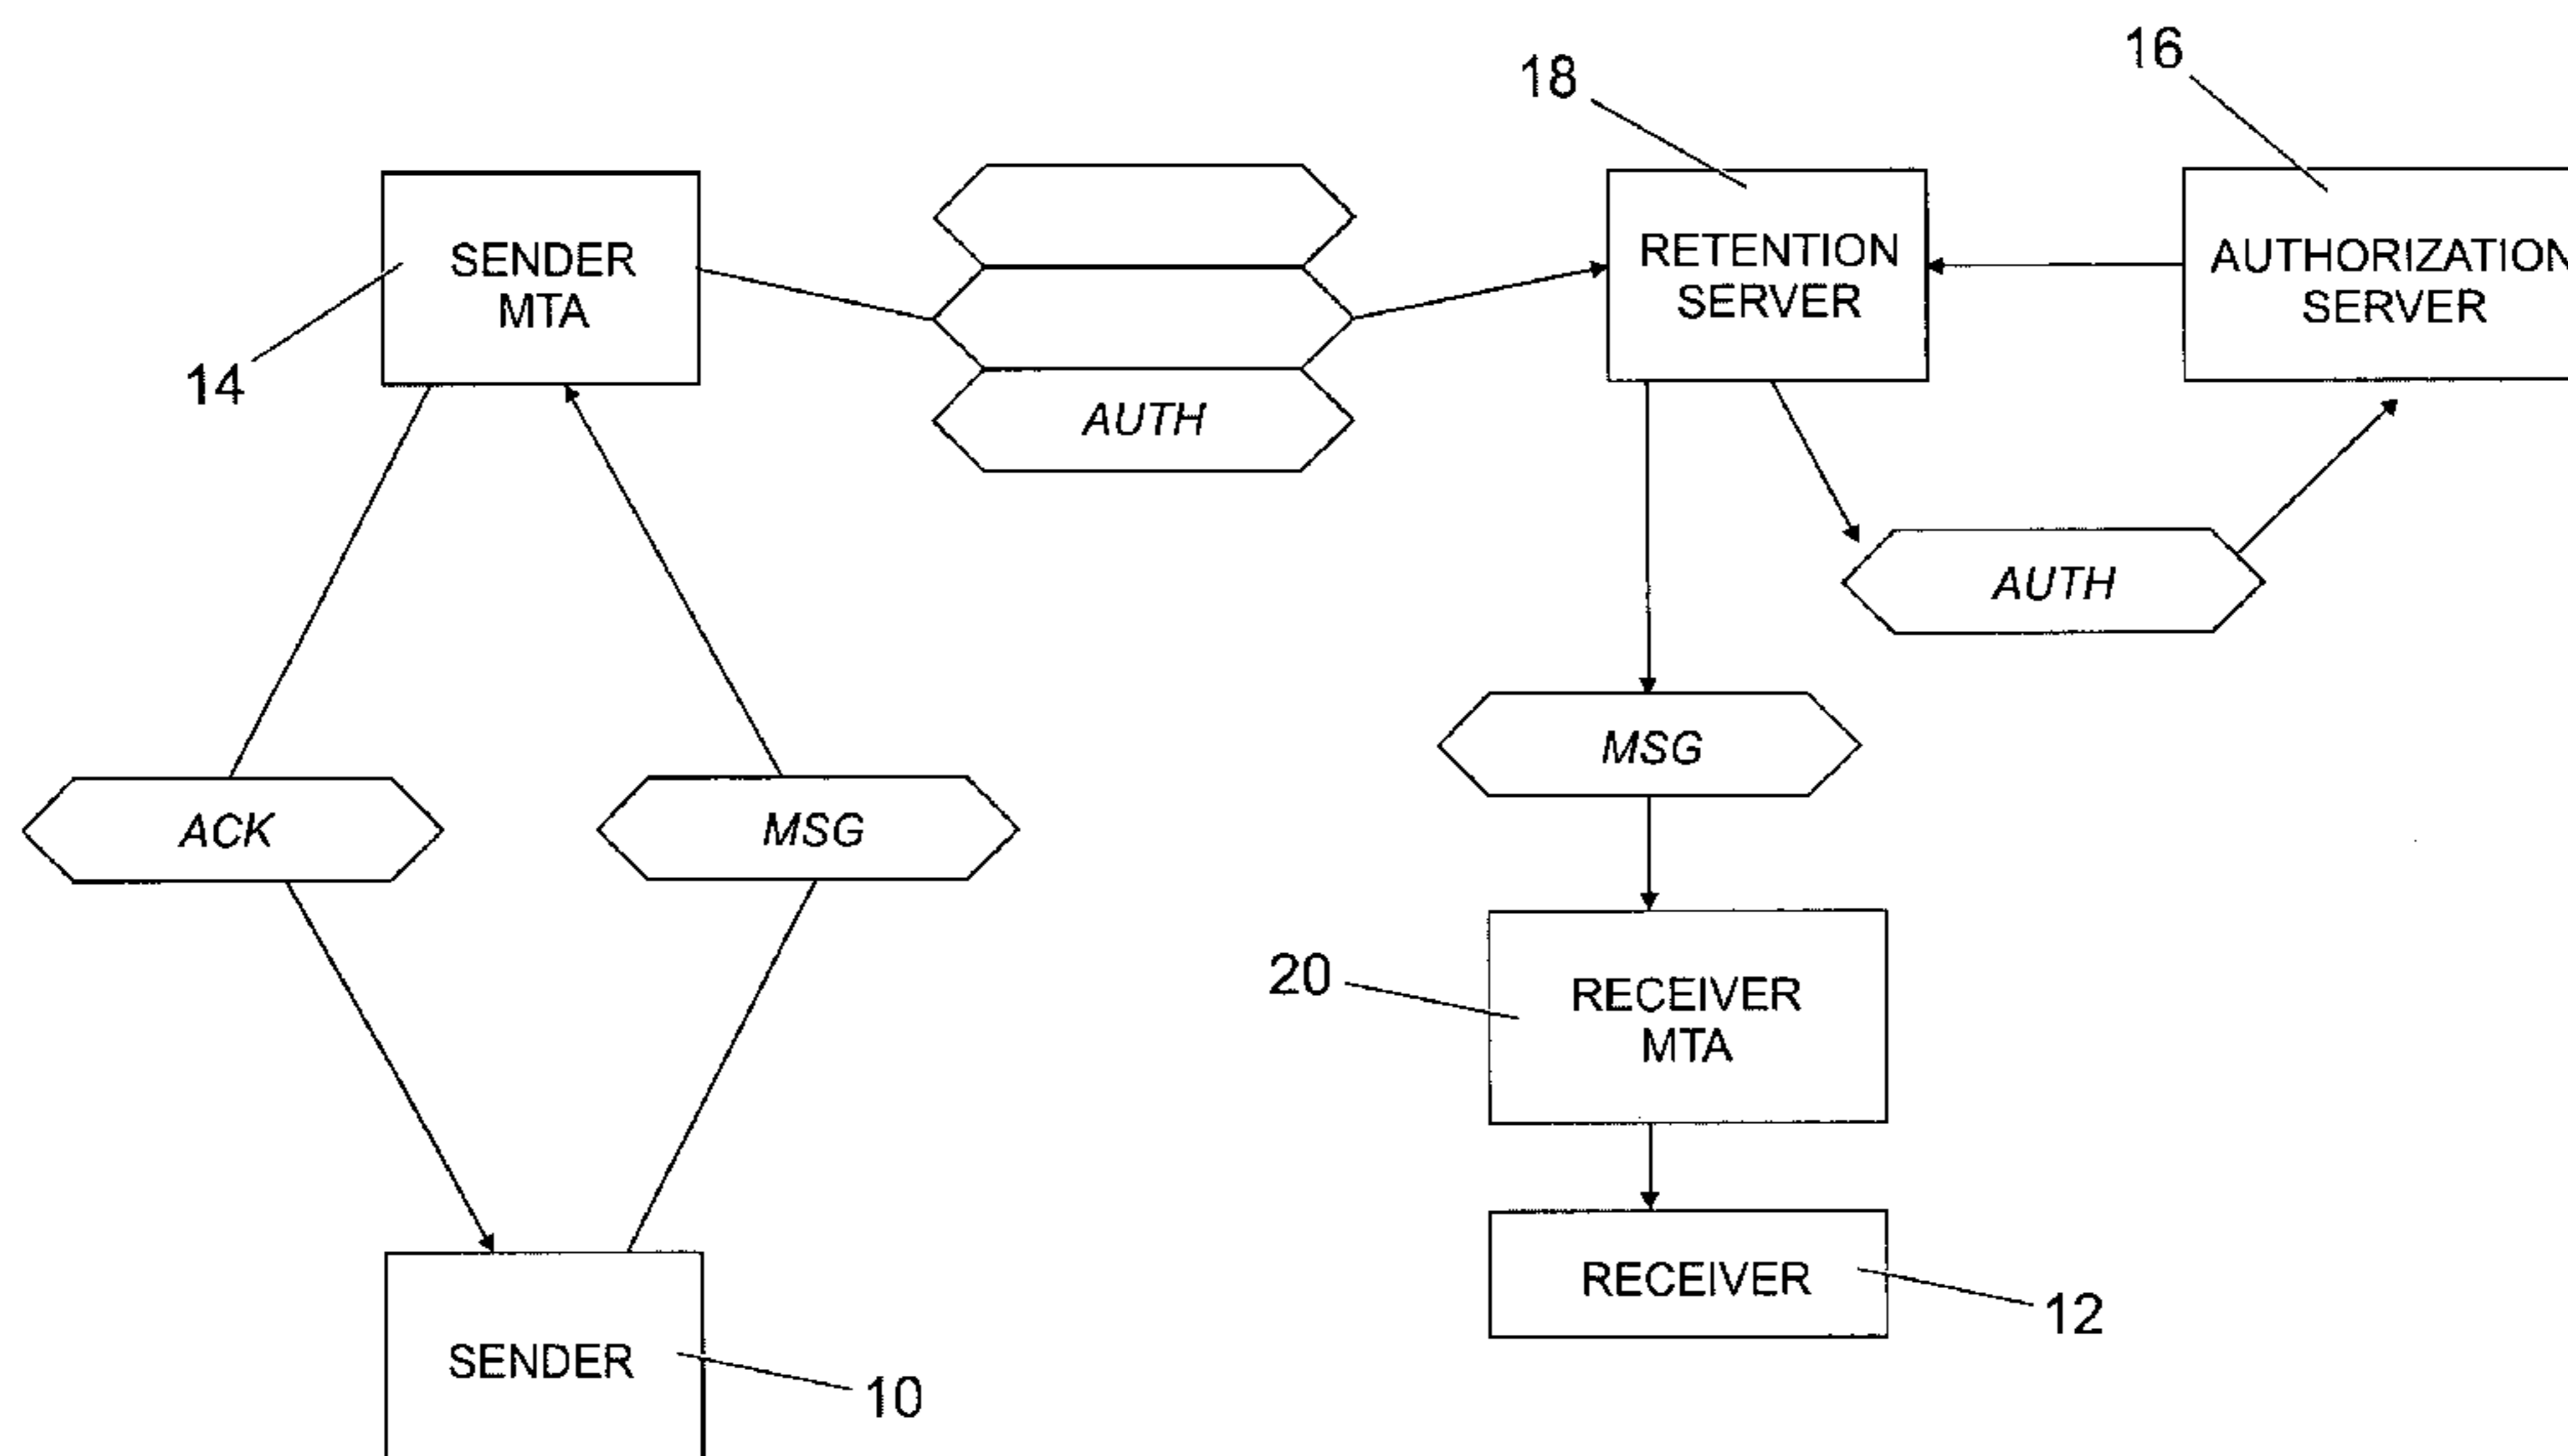 16
18
SENDER
MTA
RETENTION
SERVER
AUTHORIZATION
SERVER
14
AUTH
AUTH
MSG
ACK
MSG
20
RECEIVER
MTA
RECEIVER
12
SENDER
10